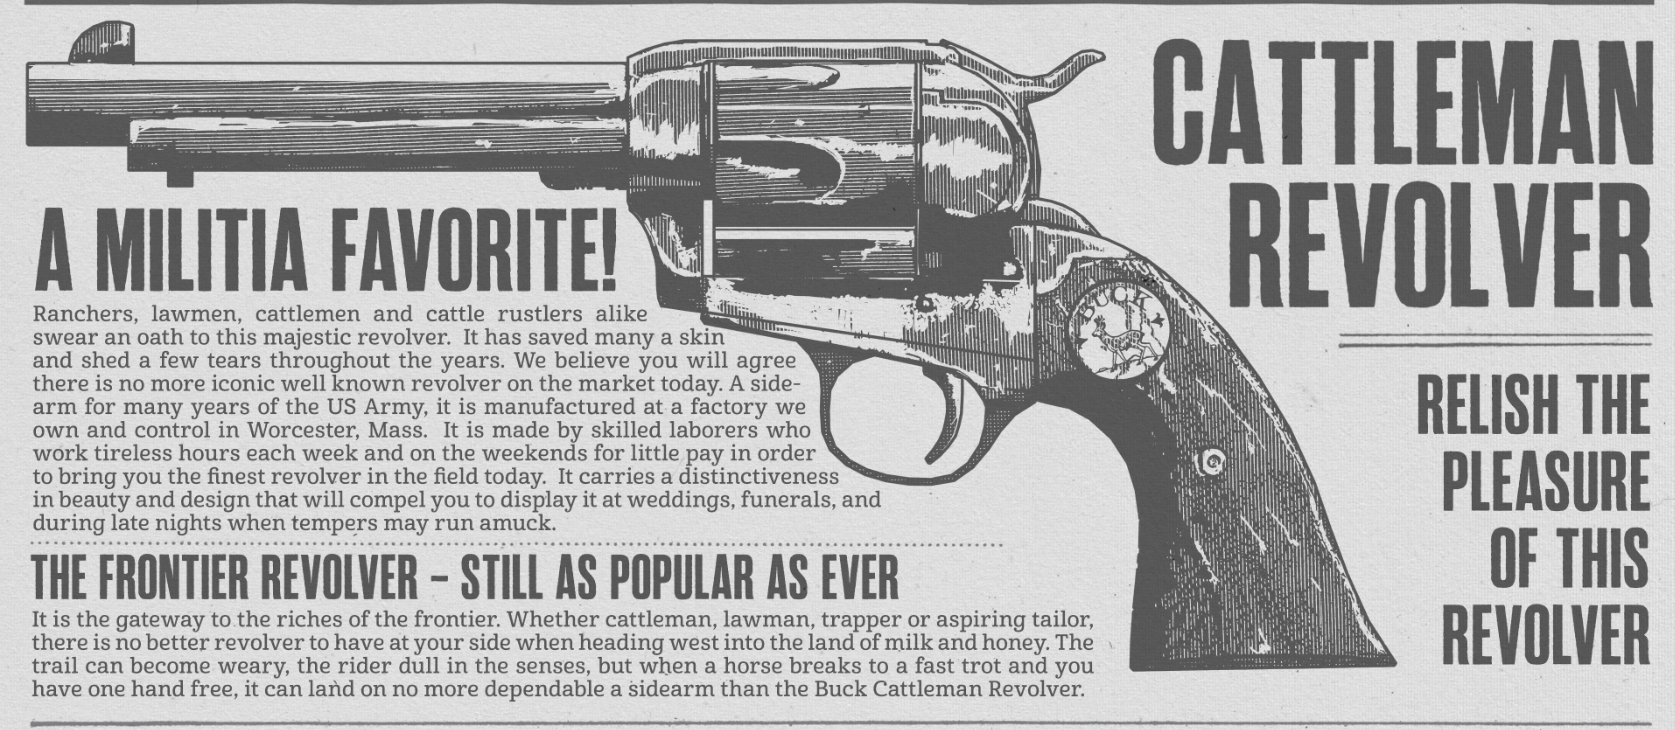 CATTLEMAN
REVOLVER
A MILITIA FAVORITE!
Ranchers, lawmen, cattlemen and cattle rustlers alike
swear an oath to this majestic revolver. It has saved many a skin
and shed a few tears throughout the years. We believe you will agree
there is no more iconic well known revolver on the market today. A side-
arm for many years of the US Army, it is manufactured at a factory we
own and control in Worcester, Mass. It is made by skilled laborers who
work tireless hours each week and on the weekends for little pay in order
to bring you the finest revolver in the field today. It carries a distinctiveness
in beauty and design that will compel you to display it at weddings, funerals, and
during late nights when tempers may run amuck.
BUCK
RELISH THE
PLEASURE
OF THIS
REVOLVER
THE FRONTIER REVOLVER – STILL AS POPULAR AS EVER
It is the gateway to the riches of the frontier. Whether cattleman, lawman, trapper or aspiring tailor,
there is no better revolver to have at your side when heading west into the land of milk and honey. The
trail can become weary, the rider dull in the senses, but when a horse breaks to a fast trot and you
have one hand free, it can land on no more dependable a sidearm than the Buck Cattleman Revolver.